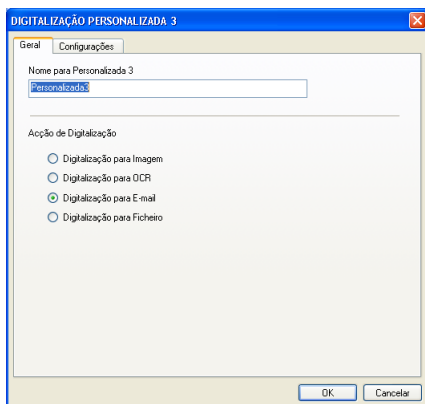 DIGITALIZAÇÃO PERSONALIZADA 3
Geral
Configurações
Nome para Personalizada 3
Personalizada3
Acção de Digitalização
Digitalização para Imagem
Digitalização para OCR
Digitalização para E-mail
Digitalização para Ficheiro
OK
Cancelar